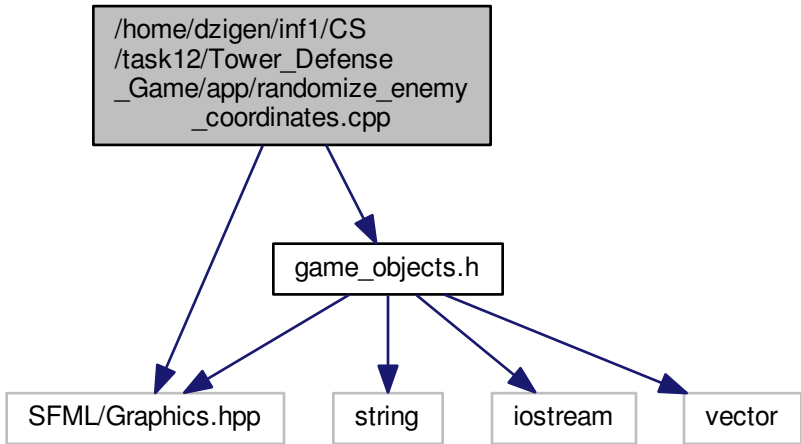 /home/dzigen/inf1/CS
/task12/Tower_Defense
_Game/app/randomize_enemy
_coordinates.cpp
game_objects.h
SFML/Graphics.hpp
string
iostream
vector